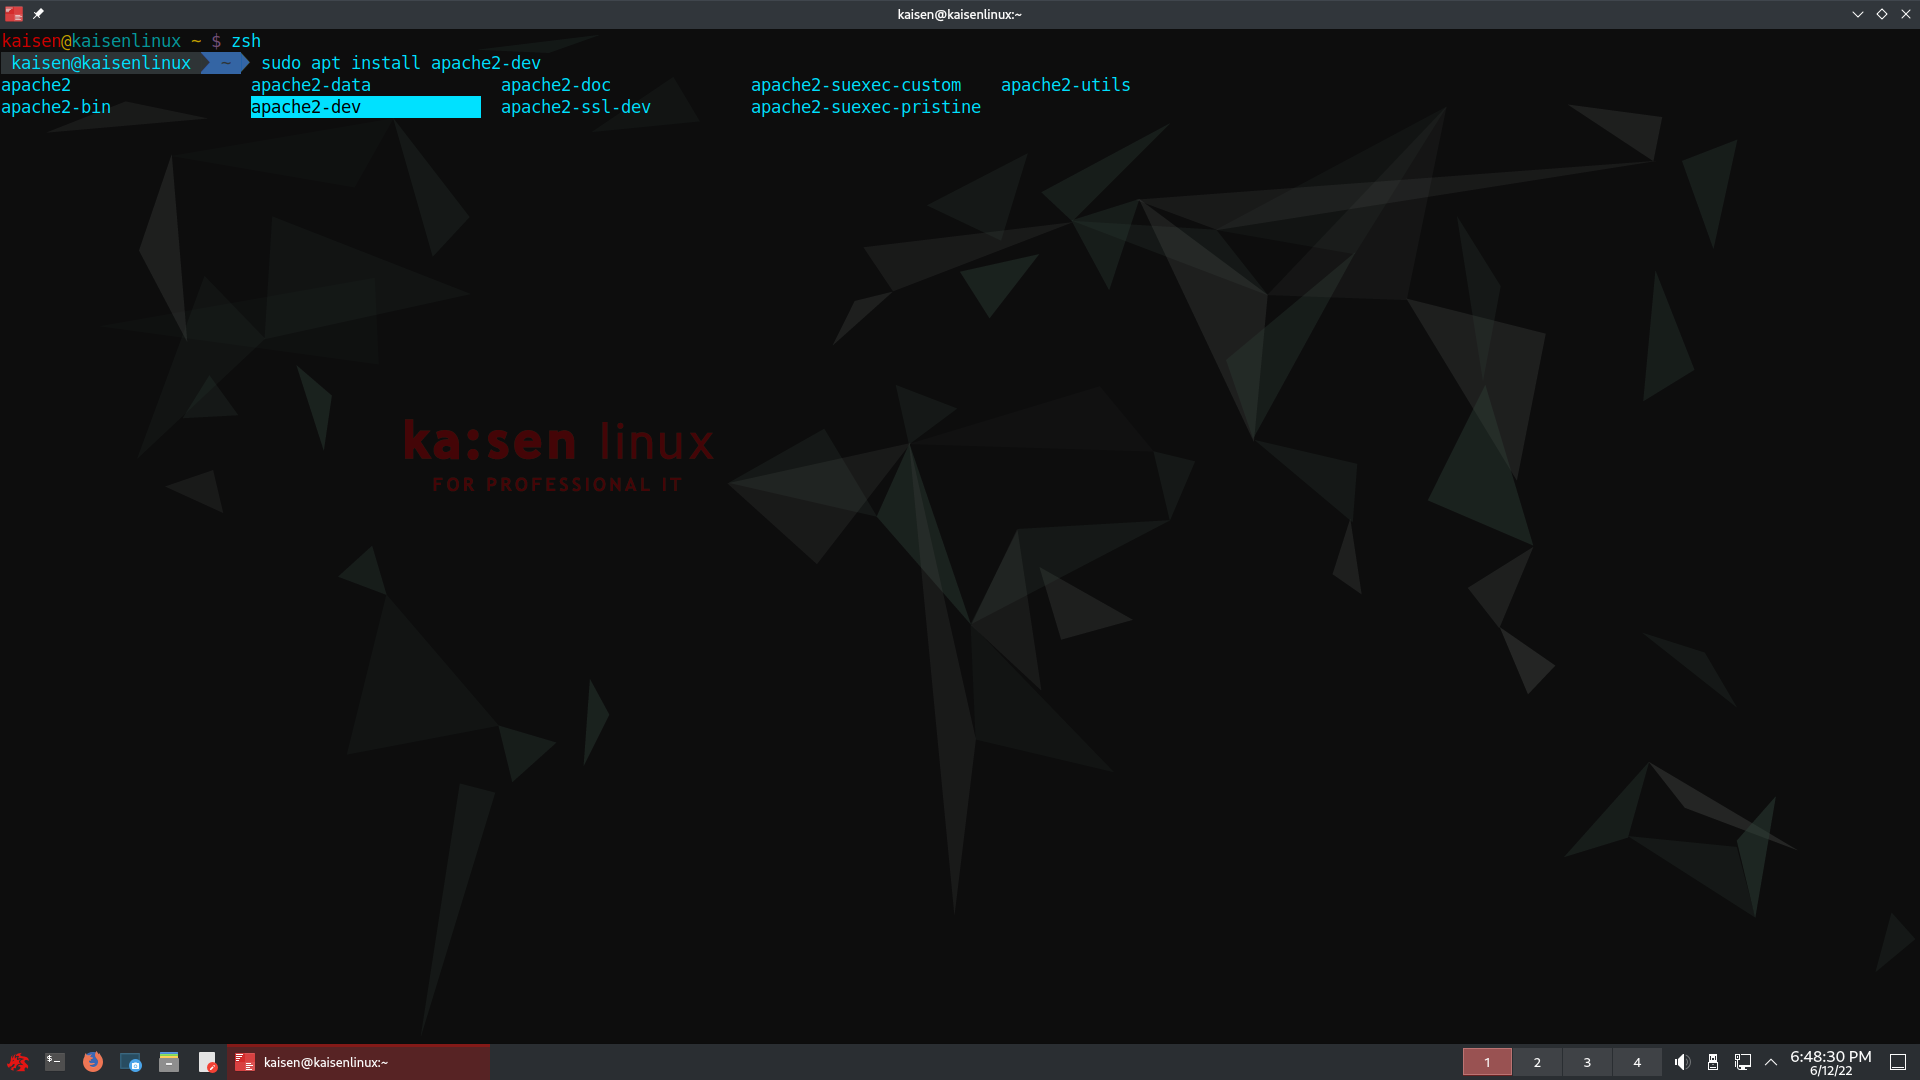 kaisen@kaisenlinux:~
kaisen@kaisenlinux ~ $ zsh
kaisen@kaisenlinux ~ sudo apt install apache2-dev
apache2 apache2-data apache2-doc apache2-suexec-custom apache2-utils
apache2-bin apache2-dev apache2-ssl-dev apache2-suexec-pristine
ka:sen linux
FOR PROFESSIONAL IT
$_ kaisen@kaisenlinux:~ 1 2 3 4 6:48:30 PM
6/12/22